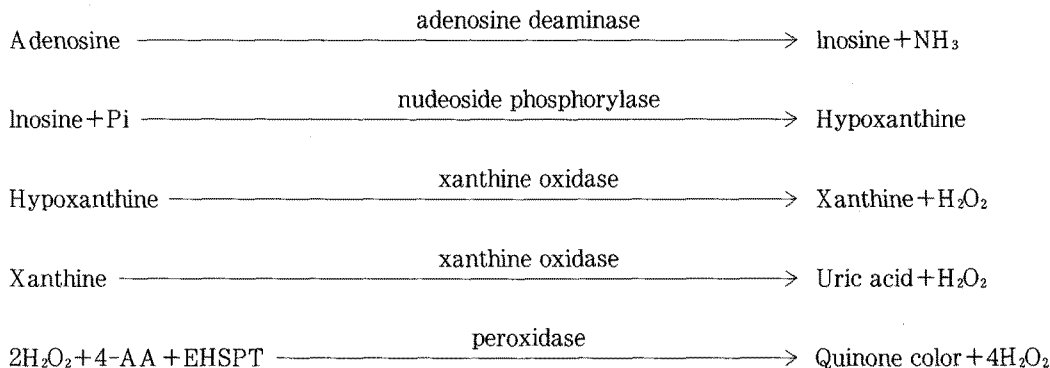 adenosine deaminase
Adenosine ⟶ lnosine+NH₃
nudeoside phosphorylase
lnosine+Pi ⟶ Hypoxanthine
xanthine oxidase
Hypoxanthine ⟶ Xanthine+H₂O₂
xanthine oxidase
Xanthine ⟶ Uric acid+H₂O₂
peroxidase
2H₂O₂+4-AA+EHSPT ⟶ Quinone color+4H₂O₂